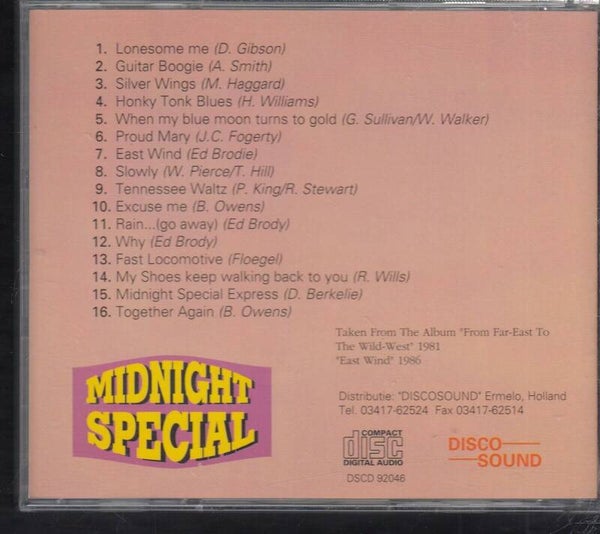 1. Lonesome me (D. Gibson)
2. Guitar Boogie (A. Smith)
3. Silver Wings (M. Haggard)
4. Honky Tonk Blues (H. Williams)
5. When my blue moon turns to gold (G. Sullivan/W. Walker)
6. Proud Mary (J.C. Fogerty)
7. East Wind (Ed Brodie)
8. Slowly (W. Pierce/T. Hill)
9. Tennessee Waltz (P. King/R. Stewart)
10. Excuse me (B. Owens)
11. Rain...(go away) (Ed Brody)
12. Why (Ed Brody)
13. Fast Locomotive (Floegel)
14. My Shoes keep walking back to you (R. Wills)
15. Midnight Special Express (D. Berkelie)
16. Together Again (B. Owens)
Taken From The Album "From Far-East To
The Wild-West" 1981
"East Wind" 1986
MIDNIGHT
SPECIAL
Distributie: "DISCOSOUND" Ermelo, Holland
Tel. 03417-62524 Fax 03417-62514
COMPACT
disc
DIGITAL AUDIO
DSCD 92046
DISCO
SOUND